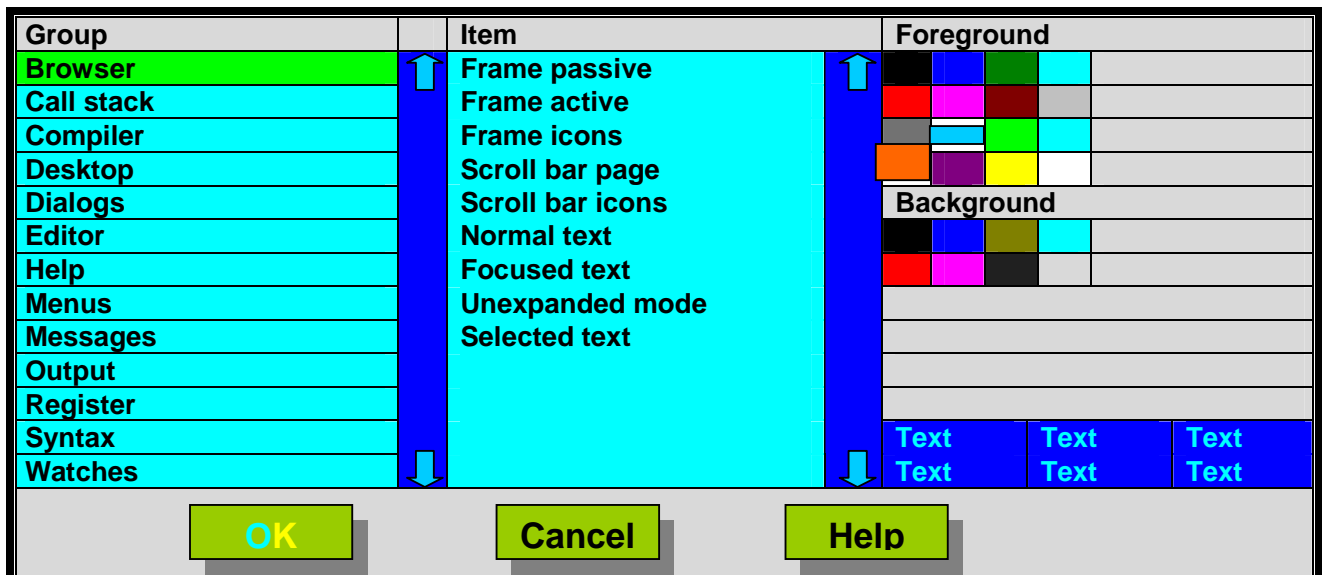 Group Item Foreground
Browser Frame passive
Call stack Frame active
Compiler Frame icons
Desktop Scroll bar page
Dialogs Scroll bar icons Background
Editor Normal text
Help Focused text
Menus Unexpanded mode
Messages Selected text
Output
Register
Syntax Text Text Text
Watches Text Text Text
OK Cancel Help